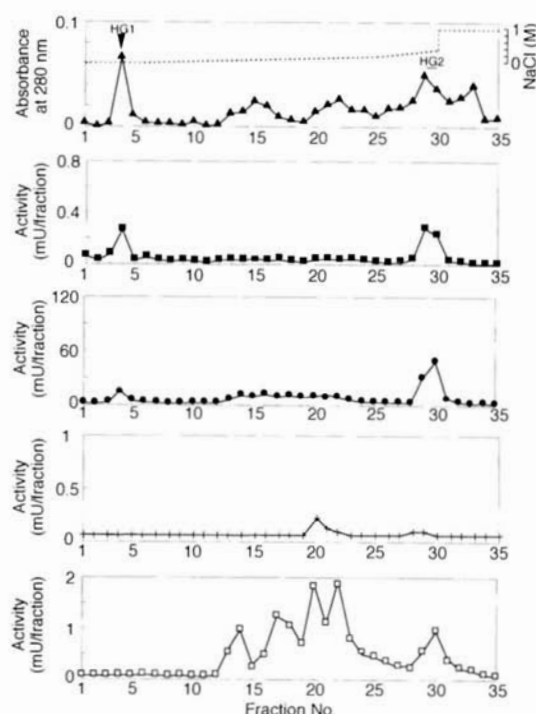 0.1
HG1
HG2
1
0
NaCl (M)
Absorbance
at 280 nm
0
1 5 10 15 20 25 30 35
0.8
0.4
0
Activity
(mU/fraction)
1 5 10 15 20 25 30 35
120
60
0
Activity
(mU/fraction)
1 5 10 15 20 25 30 35
1
0.5
0
Activity
(mU/fraction)
1 5 10 15 20 25 30 35
2
1
0
Activity
(mU/fraction)
1 5 10 15 20 25 30 35
Fraction No.